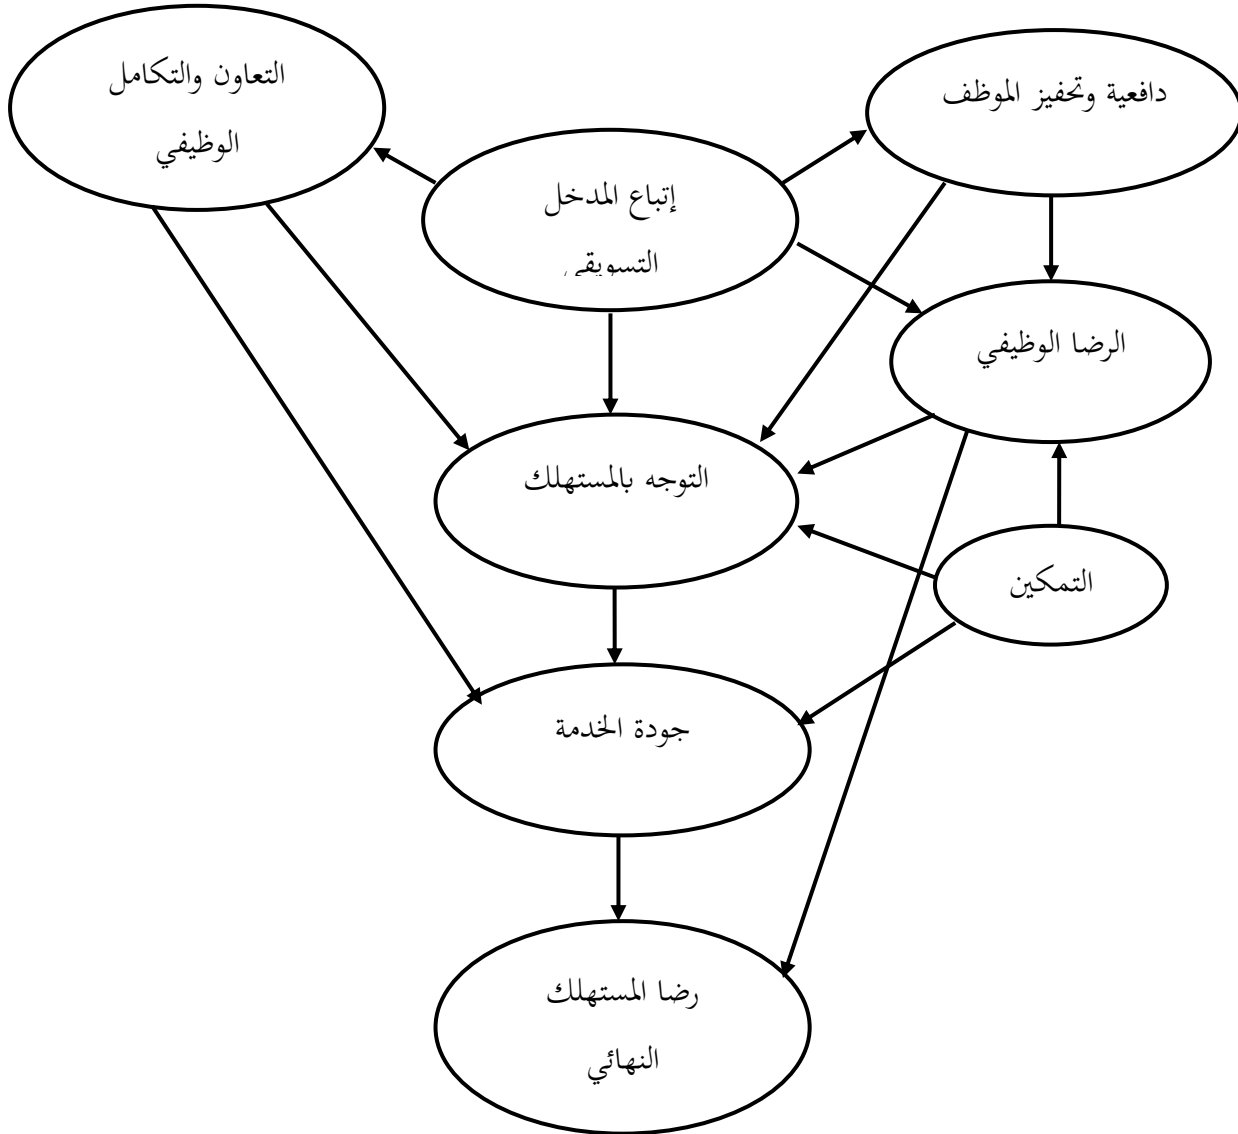 التعاون والتكامل
الوظيفي
دافعية وتحفيز الموظف
إتباع المدخل
التسويقي
الرضا الوظيفي
التوجه بالمستهلك
التمكين
جودة الخدمة
رضا المستهلك
النهائي